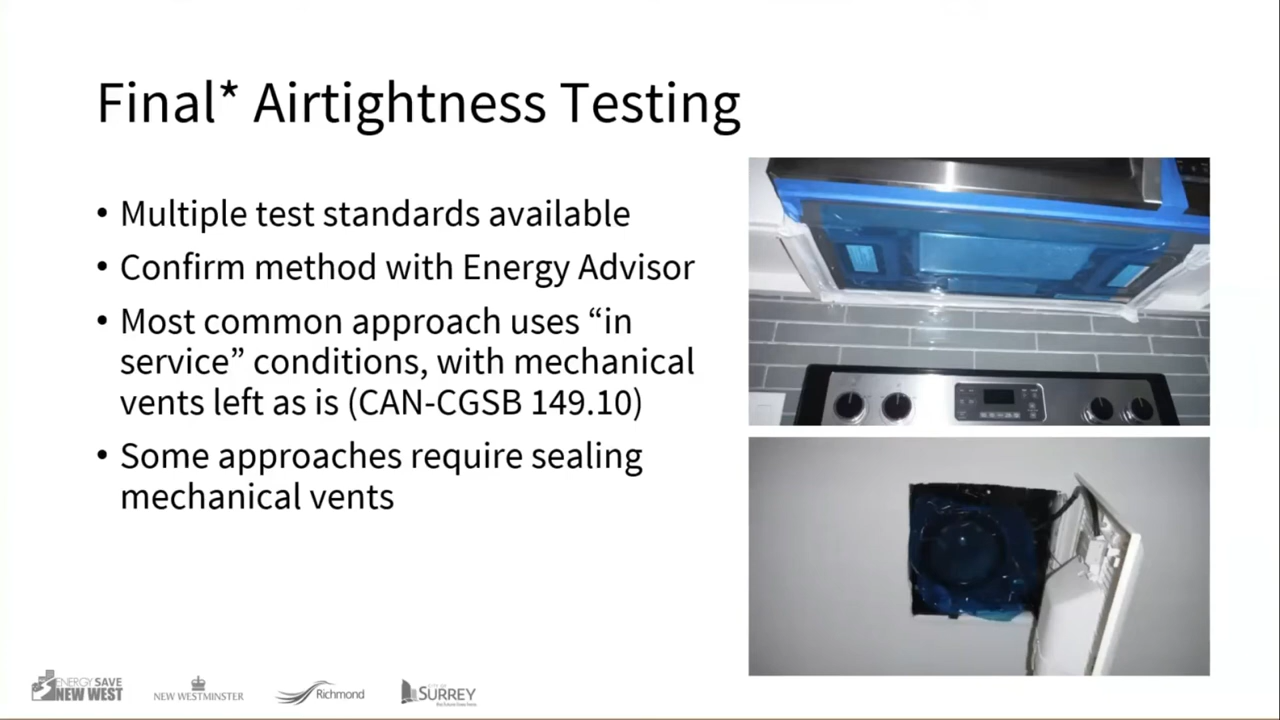 Final* Airtightness Testing
• Multiple test standards available
• Confirm method with Energy Advisor
• Most common approach uses “in
service” conditions, with mechanical
vents left as is (CAN-CGSB 149.10)
• Some approaches require sealing
mechanical vents
ENERGY SAVE
NEW WEST
NEW WESTMINSTER
Richmond
SURREY